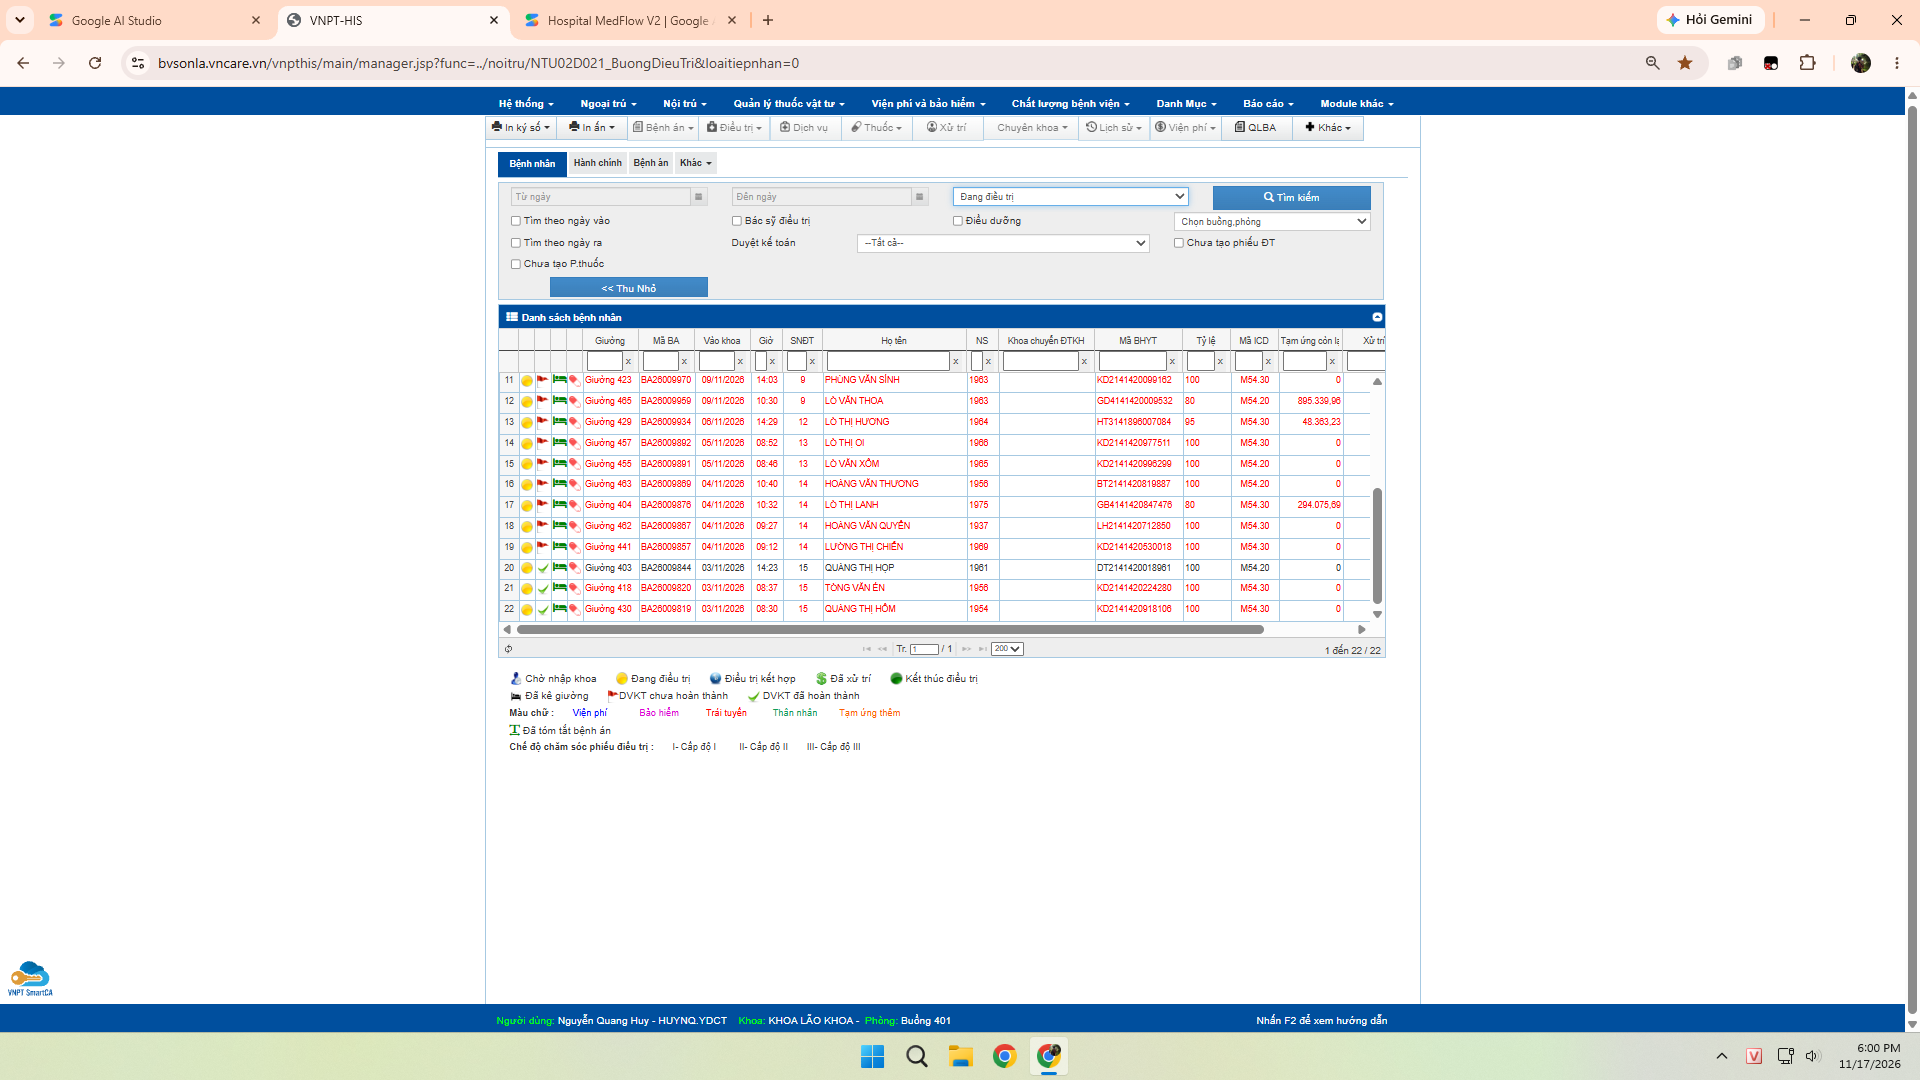 Google AI Studio
VNPT-HIS
Hospital MedFlow V2 | Google
Hỏi Gemini
bvsonla.vncare.vn/vnpthis/main/manager.jsp?func=../noitru/NTU02D021_BuongDieuTri&loaitiepnhan=0
Hệ thống Ngoại trú Nội trú Quản lý thuốc vật tư Viện phí và bảo hiểm Chất lượng bệnh viện Danh Mục Báo cáo Module khác
In ký số In ấn Bệnh án Điều trị Dịch vụ Thuốc Xử trí Chuyên khoa Lịch sử Viện phí QLBA Khác
Bệnh nhân Hành chính Bệnh án Khác
Từ ngày Đến ngày Đang điều trị Tìm kiếm
Tìm theo ngày vào Bác sỹ điều trị Điều dưỡng Chọn buồng,phòng
Tìm theo ngày ra Duyệt kế toán --Tất cả-- Chưa tạo phiếu ĐT
Chưa tạo P.thuốc
<< Thu Nhỏ
Danh sách bệnh nhân
Giường Mã BA Vào khoa Giờ SNĐT Họ tên NS Khoa chuyển ĐTKH Mã BHYT Tỷ lệ Mã ICD Tạm ứng còn lạ Xử trí
x x x x x x x x x x x x
11 Giường 423 BA26009970 09/11/2026 14:03 9 PHÙNG VĂN SÌNH 1963 KD2141420099162 100 M54.30 0
12 Giường 465 BA26009959 09/11/2026 10:30 9 LÒ VĂN THOA 1963 GD4141420009532 80 M54.20 895.339,96
13 Giường 429 BA26009934 06/11/2026 14:29 12 LÒ THỊ HƯƠNG 1964 HT3141896007084 95 M54.30 48.363,23
14 Giường 457 BA26009892 05/11/2026 08:52 13 LÒ THỊ OI 1966 KD2141420977511 100 M54.30 0
15 Giường 455 BA26009891 05/11/2026 08:46 13 LÒ VĂN XÔM 1965 KD2141420996299 100 M54.20 0
16 Giường 463 BA26009869 04/11/2026 10:40 14 HOÀNG VĂN THƯỢNG 1956 BT2141420819887 100 M54.20 0
17 Giường 404 BA26009876 04/11/2026 10:32 14 LÒ THỊ LANH 1975 GB4141420847476 80 M54.30 294.075,69
18 Giường 462 BA26009867 04/11/2026 09:27 14 HOÀNG VĂN QUYỀN 1937 LH2141420712850 100 M54.30 0
19 Giường 441 BA26009857 04/11/2026 09:12 14 LƯỜNG THỊ CHIẾN 1969 KD2141420530018 100 M54.30 0
20 Giường 403 BA26009844 03/11/2026 14:23 15 QUÀNG THỊ HỌP 1961 DT2141420018961 100 M54.20 0
21 Giường 418 BA26009820 03/11/2026 08:37 15 TÒNG VĂN ÉN 1956 KD2141420224280 100 M54.30 0
22 Giường 430 BA26009819 03/11/2026 08:30 15 QUÀNG THỊ HỒM 1954 KD2141420918106 100 M54.30 0
Tr. 1 / 1 200 1 đến 22 / 22
Chờ nhập khoa Đang điều trị Điều trị kết hợp Đã xử trí Kết thúc điều trị
Đã kê giường DVKT chưa hoàn thành DVKT đã hoàn thành
Màu chữ : Viện phí Bảo hiểm Trái tuyến Thân nhân Tạm ứng thêm
Đã tóm tắt bệnh án
Chế độ chăm sóc phiếu điều trị : I- Cấp độ I II- Cấp độ II III- Cấp độ III
VNPT SmartCA
Người dùng: Nguyễn Quang Huy - HUYNQ.YDCT Khoa: KHOA LÃO KHOA - Phòng: Buồng 401
Nhấn F2 để xem hướng dẫn
6:00 PM
11/17/2026